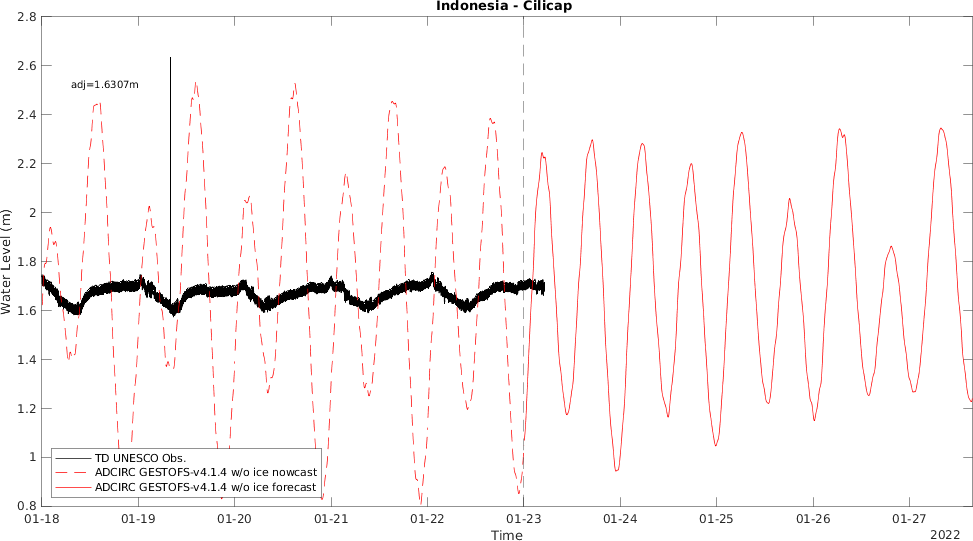 Indonesia - Cilicap
2.8
2.6
2.4
2.2
2
1.8
1.6
1.4
1.2
1
0.8
Water Level (m)
adj=1.6307m
TD UNESCO Obs.
ADCIRC GESTOFS-v4.1.4 w/o ice nowcast
ADCIRC GESTOFS-v4.1.4 w/o ice forecast
01-18 01-19 01-20 01-21 01-22 01-23 01-24 01-25 01-26 01-27
Time
2022